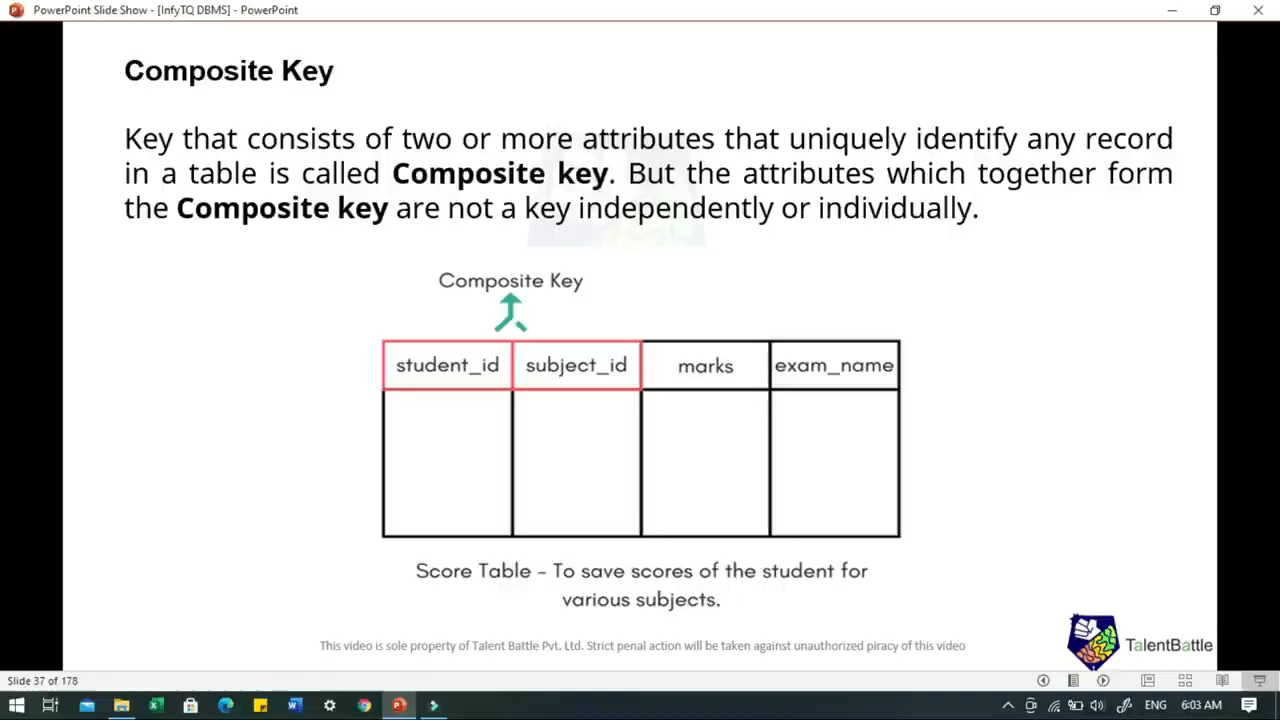 PowerPoint Slide Show - [InfyTQ DBMS] - PowerPoint
Composite Key
Key that consists of two or more attributes that uniquely identify any record
in a table is called Composite key. But the attributes which together form
the Composite key are not a key independently or individually.
Composite Key
student_id subject_id marks exam_name
Score Table - To save scores of the student for
various subjects.
This video is sole property of Talent Battle Pvt. Ltd. Strict penal action will be taken against unauthorized piracy of this video
TalentBattle
Slide 37 of 178
6:03 AM